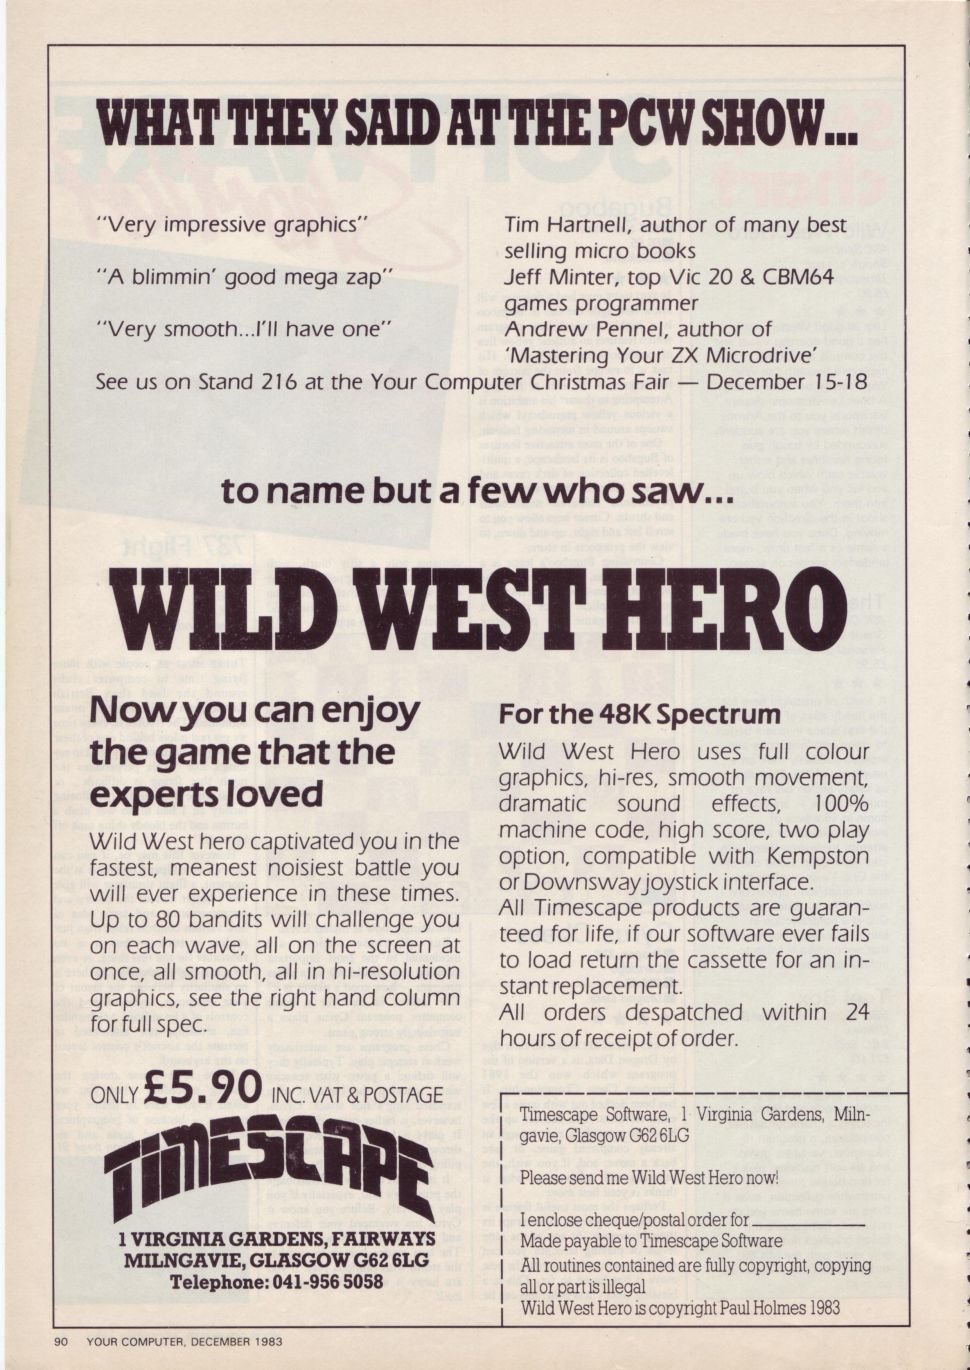 WHAT THEY SAID AT THE PCW SHOW...
“Very impressive graphics”
Tim Hartnell, author of many best
selling micro books
“A blimmin’ good mega zap”
Jeff Minter, top Vic 20 & CBM64
games programmer
“Very smooth...I’ll have one”
Andrew Pennel, author of
‘Mastering Your ZX Microdrive’
See us on Stand 216 at the Your Computer Christmas Fair — December 15-18
to name but a few who saw...
WILD WEST HERO
Now you can enjoy
the game that the
experts loved
Wild West hero captivated you in the
fastest, meanest noisiest battle you
will ever experience in these times.
Up to 80 bandits will challenge you
on each wave, all on the screen at
once, all smooth, all in hi-resolution
graphics, see the right hand column
for full spec.
ONLY £5.90 INC. VAT & POSTAGE
TIMESCAPE
1 VIRGINIA GARDENS, FAIRWAYS
MILNGAVIE, GLASGOW G62 6LG
Telephone: 041-956 5058
For the 48K Spectrum
Wild West Hero uses full colour
graphics, hi-res, smooth movement,
dramatic sound effects, 100%
machine code, high score, two play
option, compatible with Kempston
or Downsway joystick interface.
All Timescape products are guaran-
teed for life, if our software ever fails
to load return the cassette for an in-
stant replacement.
All orders despatched within 24
hours of receipt of order.
Timescape Software, 1 Virginia Gardens, Miln-
gavie, Glasgow G62 6LG
Please send me Wild West Hero now!
I enclose cheque/postal order for
Made payable to Timescape Software
All routines contained are fully copyright, copying
all or part is illegal
Wild West Hero is copyright Paul Holmes 1983
90 YOUR COMPUTER, DECEMBER 1983